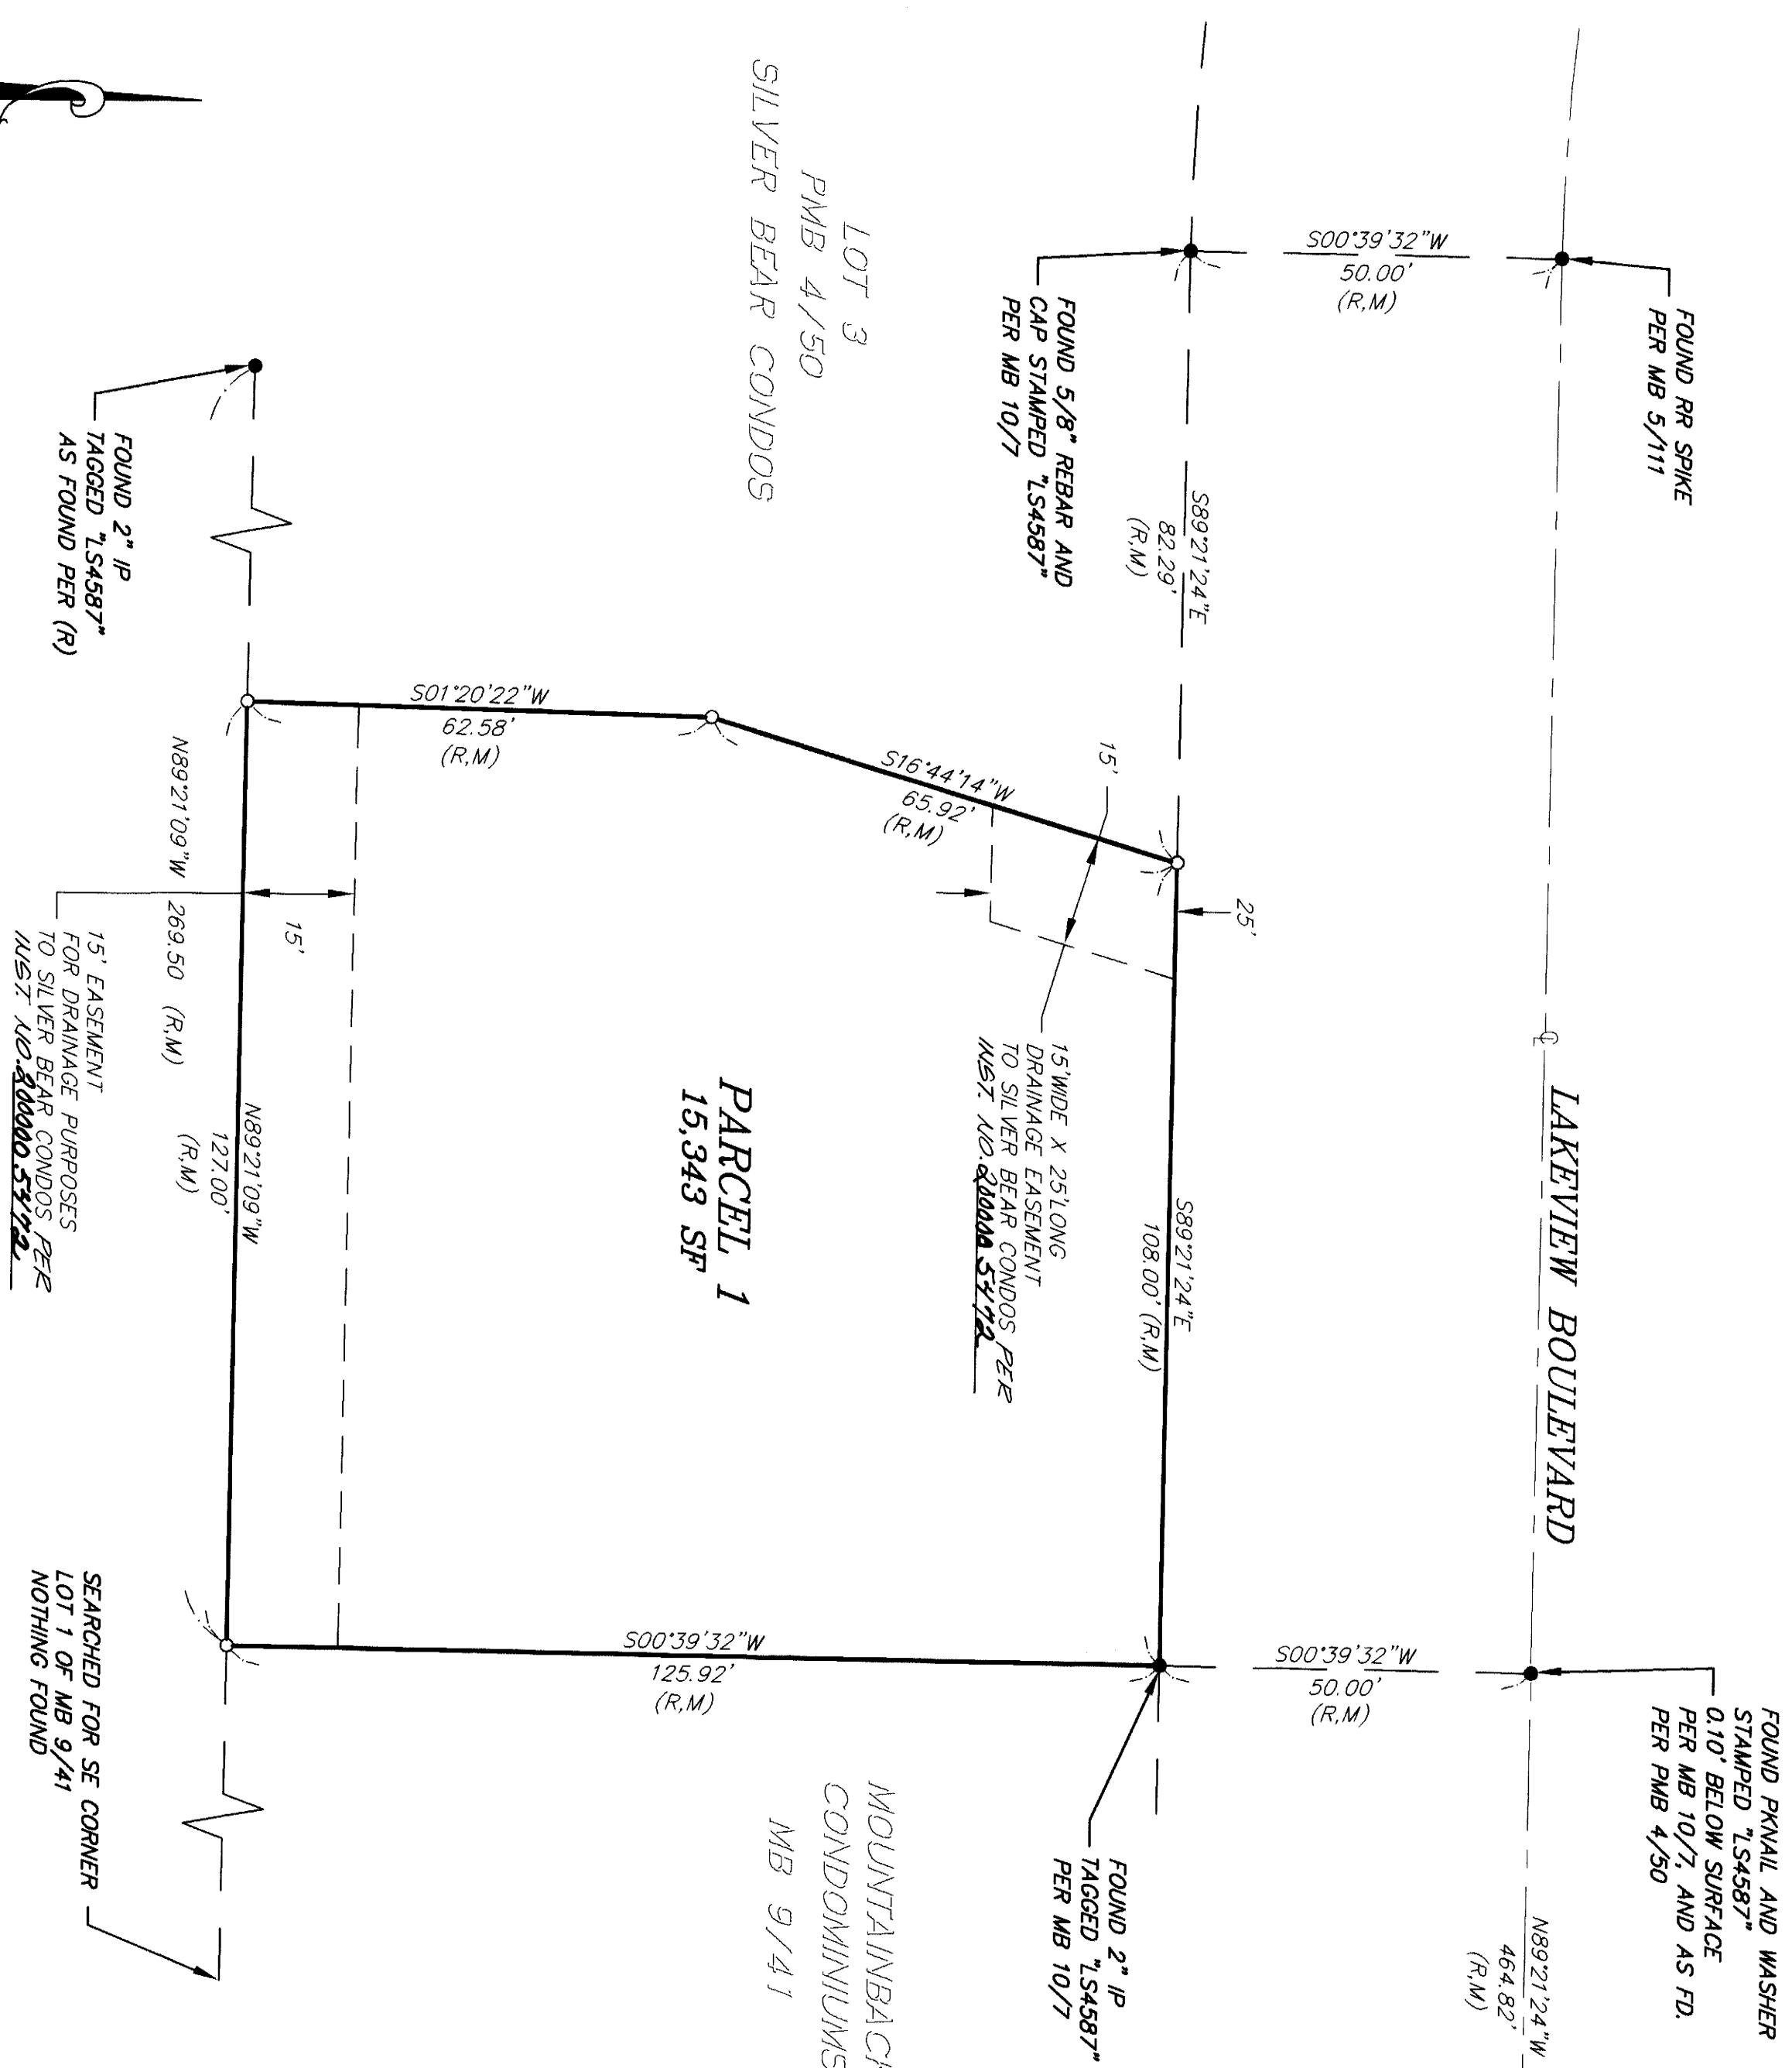 FOUND RR SPIKE
PER MB 5/111
S00°39'32"W
50.00'
(R,M)
FOUND 5/8" REBAR AND
CAP STAMPED "LS4587"
PER MB 10/7
S89°21'24"E
82.29'
(R,M)
LOT 3
PMB 4/50
SILVER BEAR CONDOS
FOUND 2" IP
TAGGED "LS4587"
AS FOUND PER (R)
S01°20'22"W
62.58'
(R,M)
S16°44'14"W
65.92'
(R,M)
15'
25'
LAKEVIEW BOULEVARD
15'WIDE X 25'LONG
DRAINAGE EASEMENT
TO SILVER BEAR CONDOS PER
INST. NO.
S89°21'24"E
108.00' (R,M)
PARCEL 1
15,343 SF
15'
N89°21'09"W 269.50 (R,M)
N89°21'09"W
127.00'
(R,M)
15' EASEMENT
FOR DRAINAGE PURPOSES
TO SILVER BEAR CONDOS PER
INST. NO.
S00°39'32"W
125.92'
(R,M)
S00°39'32"W
50.00'
(R,M)
FOUND PKNAIL AND WASHER
STAMPED "LS4587"
0.10' BELOW SURFACE
PER MB 10/7, AND AS FD.
PER PMB 4/50
N89°21'24"W
464.82'
(R,M)
FOUND 2" IP
TAGGED "LS4587"
PER MB 10/7
MOUNTAINBACK
CONDOMINIUMS
MB 9/41
SEARCHED FOR SE CORNER
LOT 1 OF MB 9/41
NOTHING FOUND